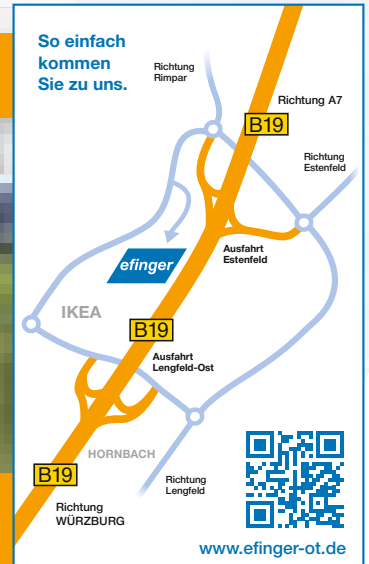 So einfach
kommen
Sie zu uns.
Richtung
Rimpar
Richtung A7
B19
Richtung
Estenfeld
Ausfahrt
Estenfeld
efinger
IKEA
B19
Ausfahrt
Lengfeld-Ost
HORNBACH
B19
Richtung
Lengfeld
Richtung
WÜRZBURG
www.efinger-ot.de